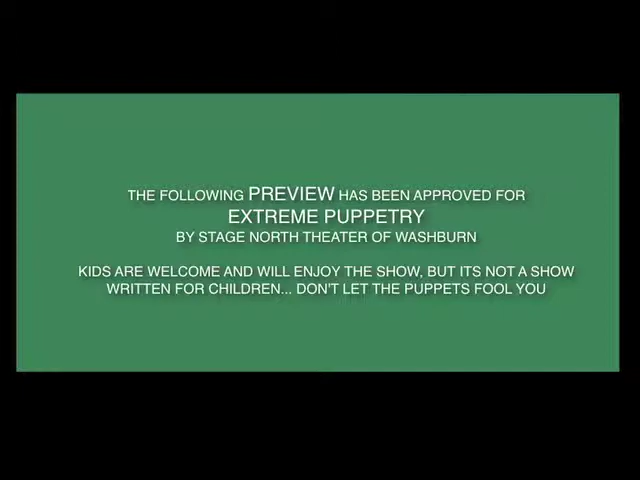 THE FOLLOWING PREVIEW HAS BEEN APPROVED FOR
EXTREME PUPPETRY
BY STAGE NORTH THEATER OF WASHBURN
KIDS ARE WELCOME AND WILL ENJOY THE SHOW, BUT ITS NOT A SHOW
WRITTEN FOR CHILDREN... DON'T LET THE PUPPETS FOOL YOU